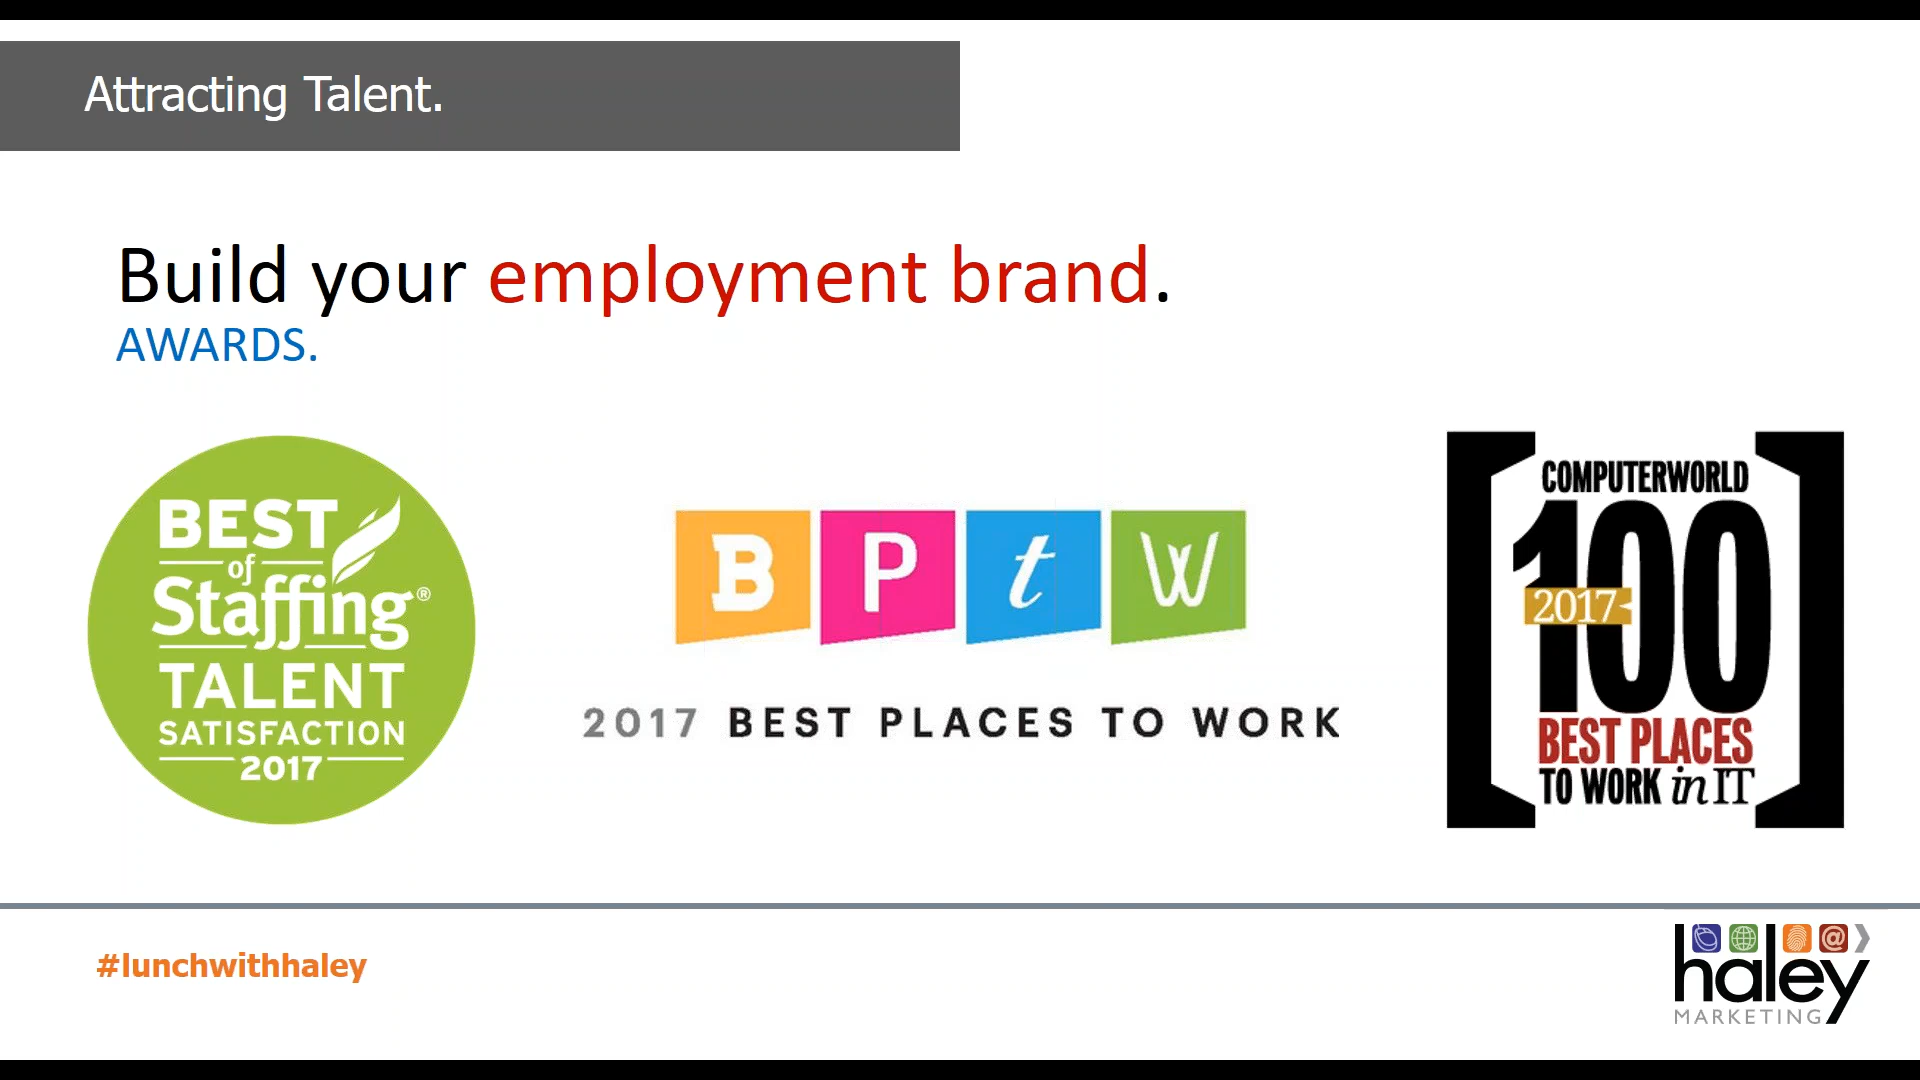 Attracting Talent.
Build your employment brand.
AWARDS.
BEST
of
Staffing®
TALENT
SATISFACTION
2017
B P t W
2017 BEST PLACES TO WORK
COMPUTERWORLD
100
2017
BEST PLACES
TO WORK in IT
#lunchwithhaley
@
haley
MARKETING